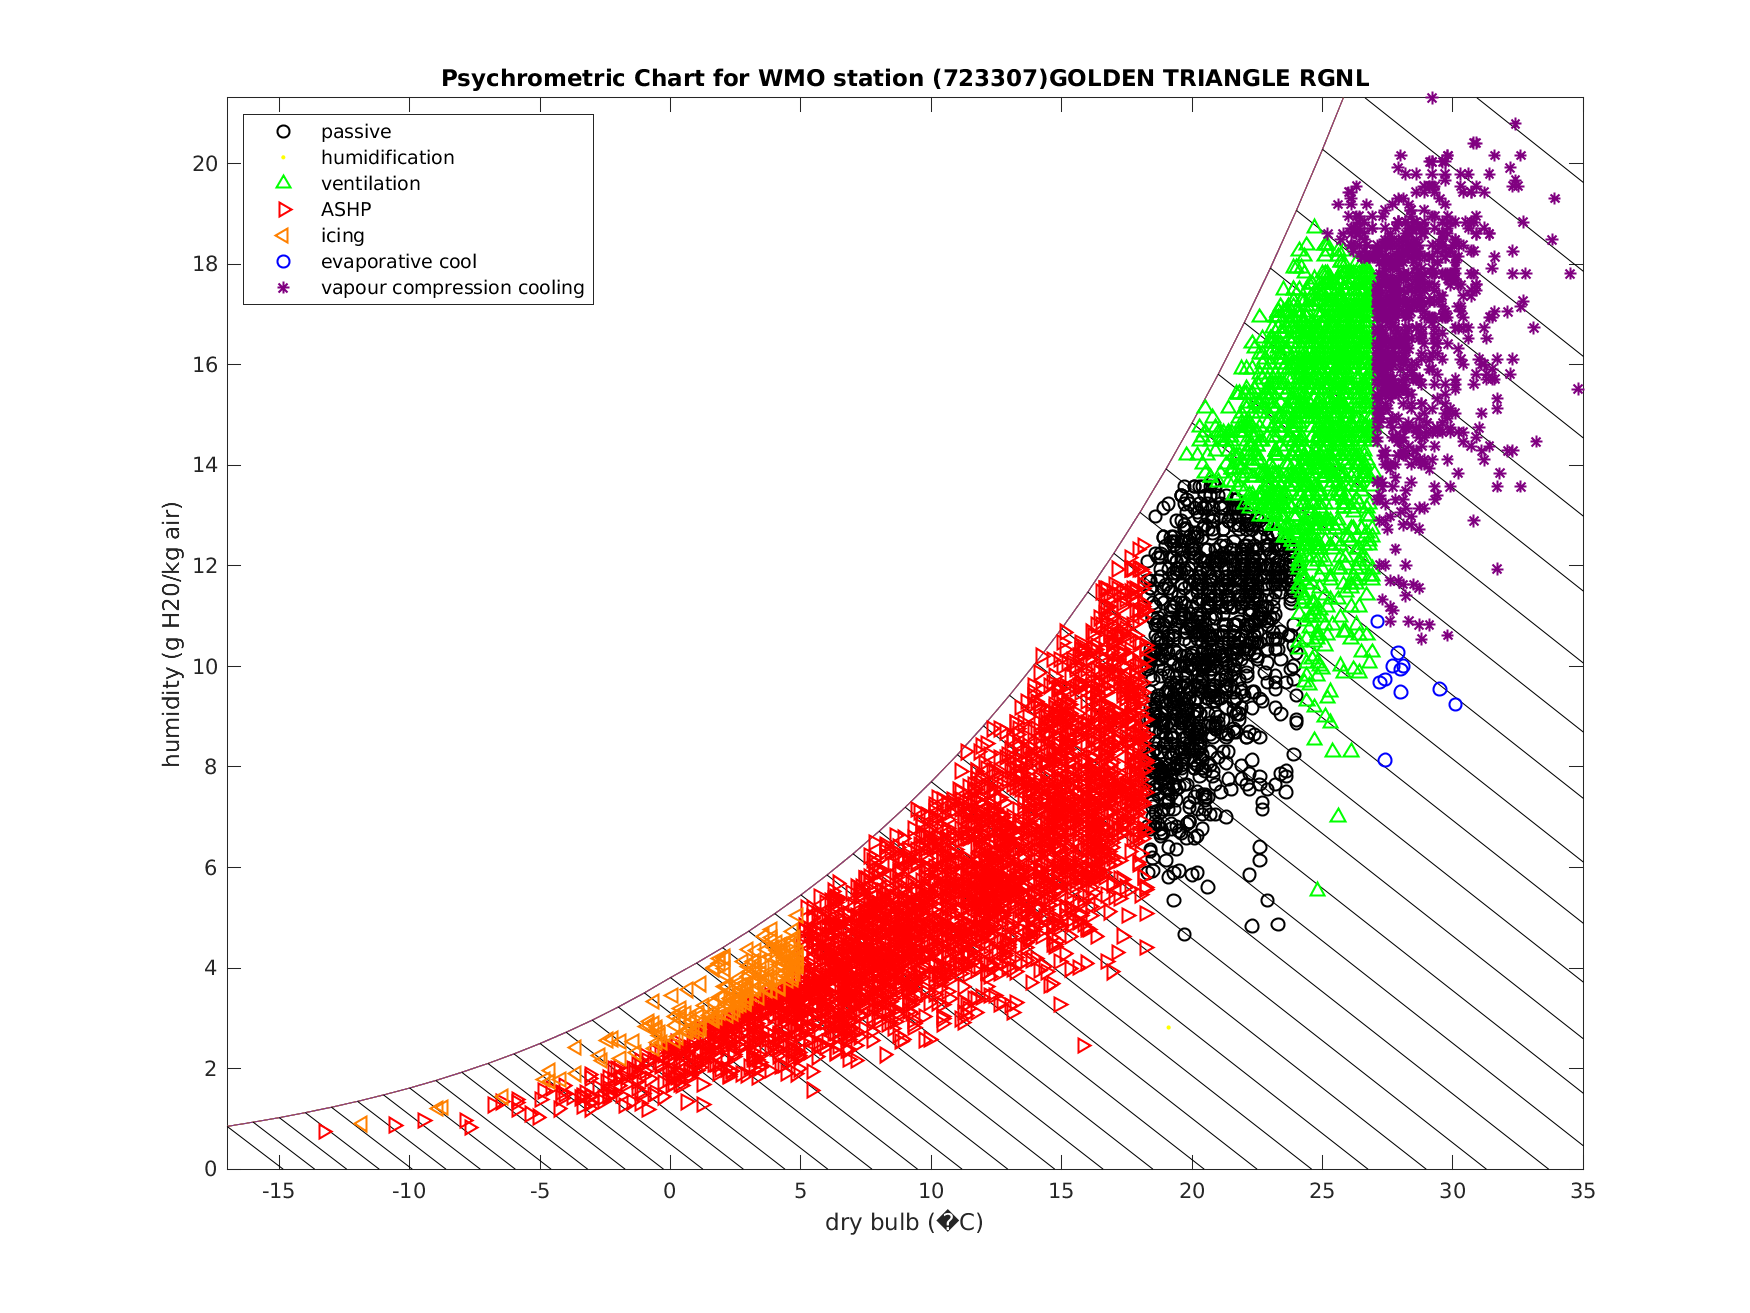 Psychrometric Chart for WMO station (723307)GOLDEN TRIANGLE RGNL
passive
humidification
ventilation
ASHP
icing
evaporative cool
vapour compression cooling
humidity (g H20/kg air)
20
18
16
14
12
10
8
6
4
2
0
-15 -10 -5 0 5 10 15 20 25 30 35
dry bulb (�C)